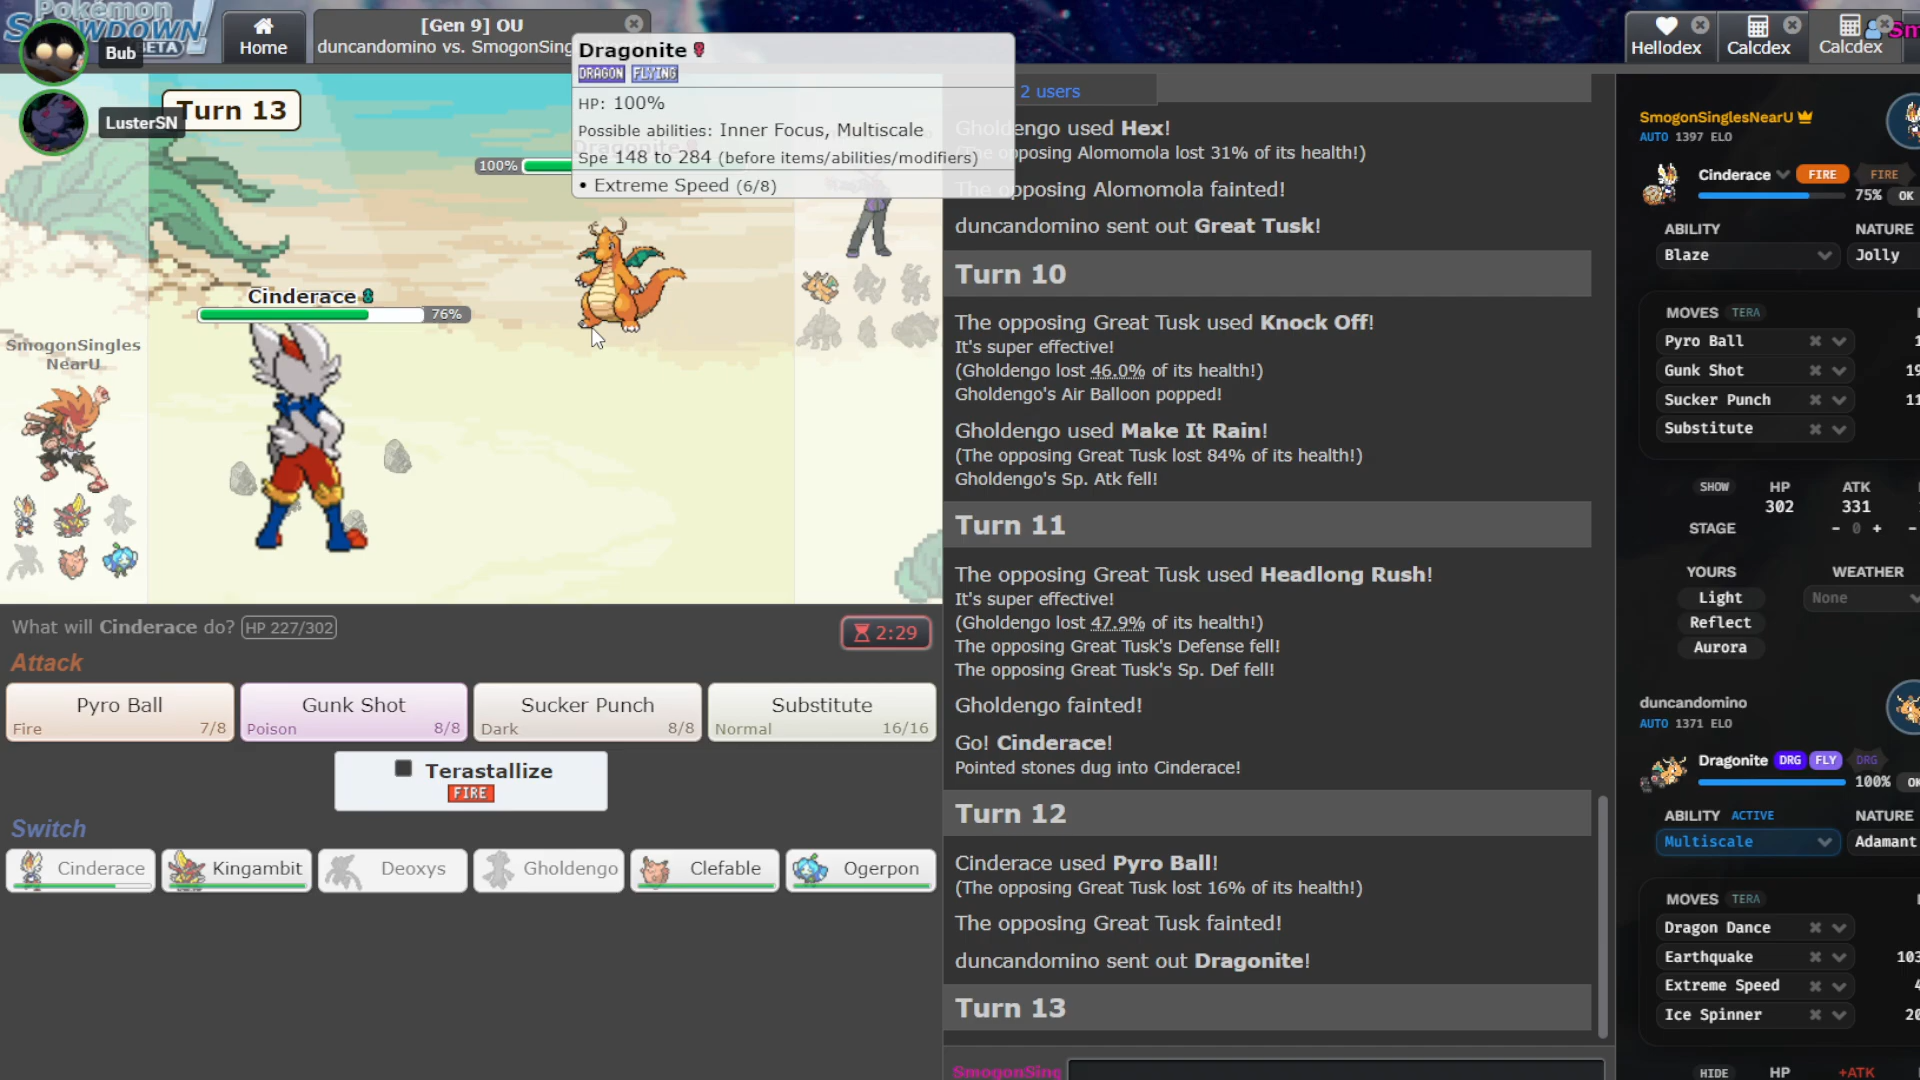 Pokémon
SHOWDOWN!
BETA
Home
[Gen 9] OU
duncandomino vs. SmogonSing
Hellodex
Calcdex
Calcdex
Sm
Bub
LusterSN
Turn 13
Dragonite
DRAGON FLYING
HP: 100%
Possible abilities: Inner Focus, Multiscale
Spe 148 to 284 (before items/abilities/modifiers)
• Extreme Speed (6/8)
100%
Cinderace
76%
SmogonSingles
NearU
What will Cinderace do? HP 227/302
2:29
Attack
Pyro Ball
Fire 7/8
Gunk Shot
Poison 8/8
Sucker Punch
Dark 8/8
Substitute
Normal 16/16
Terastallize
FIRE
Switch
Cinderace
Kingambit
Deoxys
Gholdengo
Clefable
Ogerpon
2 users
Gholdengo used Hex!
(The opposing Alomomola lost 31% of its health!)
The opposing Alomomola fainted!
duncandomino sent out Great Tusk!
Turn 10
The opposing Great Tusk used Knock Off!
It's super effective!
(Gholdengo lost 46.0% of its health!)
Gholdengo's Air Balloon popped!
Gholdengo used Make It Rain!
(The opposing Great Tusk lost 84% of its health!)
Gholdengo's Sp. Atk fell!
Turn 11
The opposing Great Tusk used Headlong Rush!
It's super effective!
(Gholdengo lost 47.9% of its health!)
The opposing Great Tusk's Defense fell!
The opposing Great Tusk's Sp. Def fell!
Gholdengo fainted!
Go! Cinderace!
Pointed stones dug into Cinderace!
Turn 12
Cinderace used Pyro Ball!
(The opposing Great Tusk lost 16% of its health!)
The opposing Great Tusk fainted!
duncandomino sent out Dragonite!
Turn 13
SmogonSing
SmogonSinglesNearU
AUTO 1397 ELO
Cinderace FIRE FIRE
75% OK
ABILITY NATURE
Blaze Jolly
MOVES TERA
Pyro Ball 1
Gunk Shot 19
Sucker Punch 11
Substitute
SHOW HP ATK
302 331
STAGE - 0 + -
YOURS WEATHER
Light None
Reflect
Aurora
duncandomino
AUTO 1371 ELO
Dragonite DRG FLY DRG
100% OK
ABILITY ACTIVE NATURE
Multiscale Adamant
MOVES TERA
Dragon Dance
Earthquake 103
Extreme Speed 4
Ice Spinner 20
HIDE HP +ATK